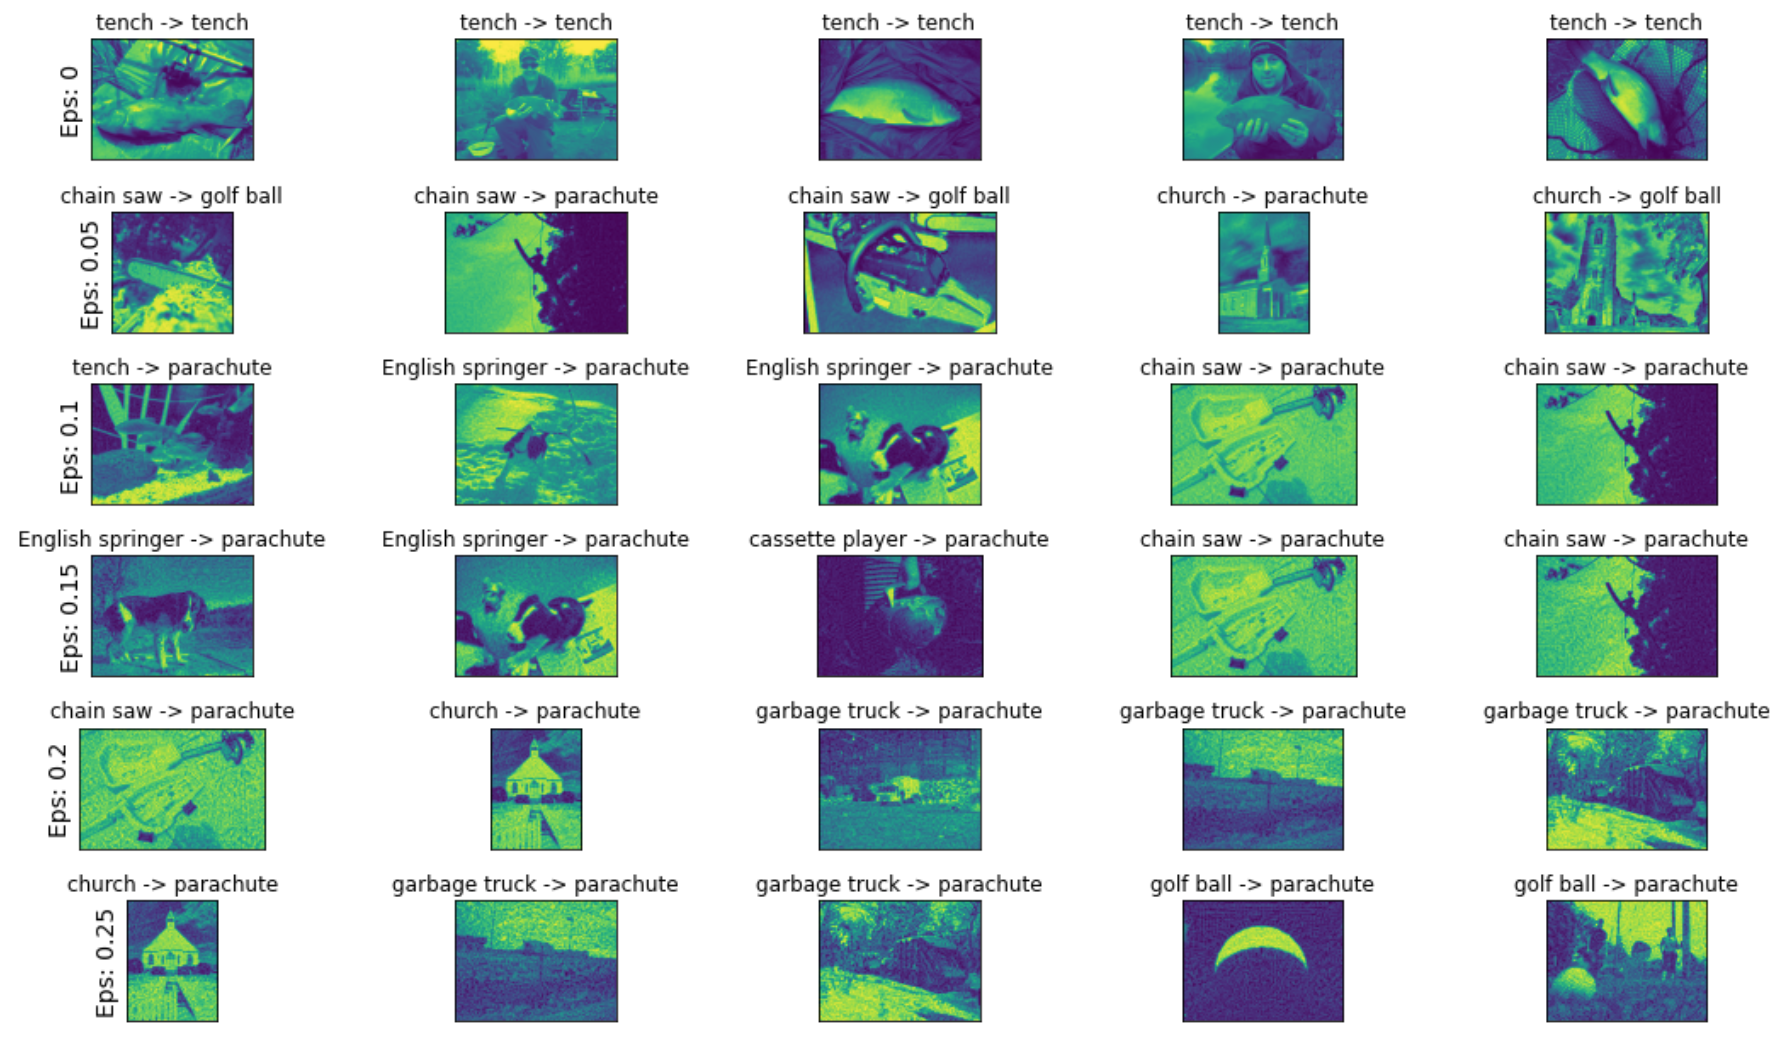 tench -> tench
tench -> tench
tench -> tench
tench -> tench
tench -> tench
Eps: 0
chain saw -> golf ball
chain saw -> parachute
chain saw -> golf ball
church -> parachute
church -> golf ball
Eps: 0.05
tench -> parachute
English springer -> parachute
English springer -> parachute
chain saw -> parachute
chain saw -> parachute
Eps: 0.1
English springer -> parachute
English springer -> parachute
cassette player -> parachute
chain saw -> parachute
chain saw -> parachute
Eps: 0.15
chain saw -> parachute
church -> parachute
garbage truck -> parachute
garbage truck -> parachute
garbage truck -> parachute
Eps: 0.2
church -> parachute
garbage truck -> parachute
garbage truck -> parachute
golf ball -> parachute
golf ball -> parachute
Eps: 0.25